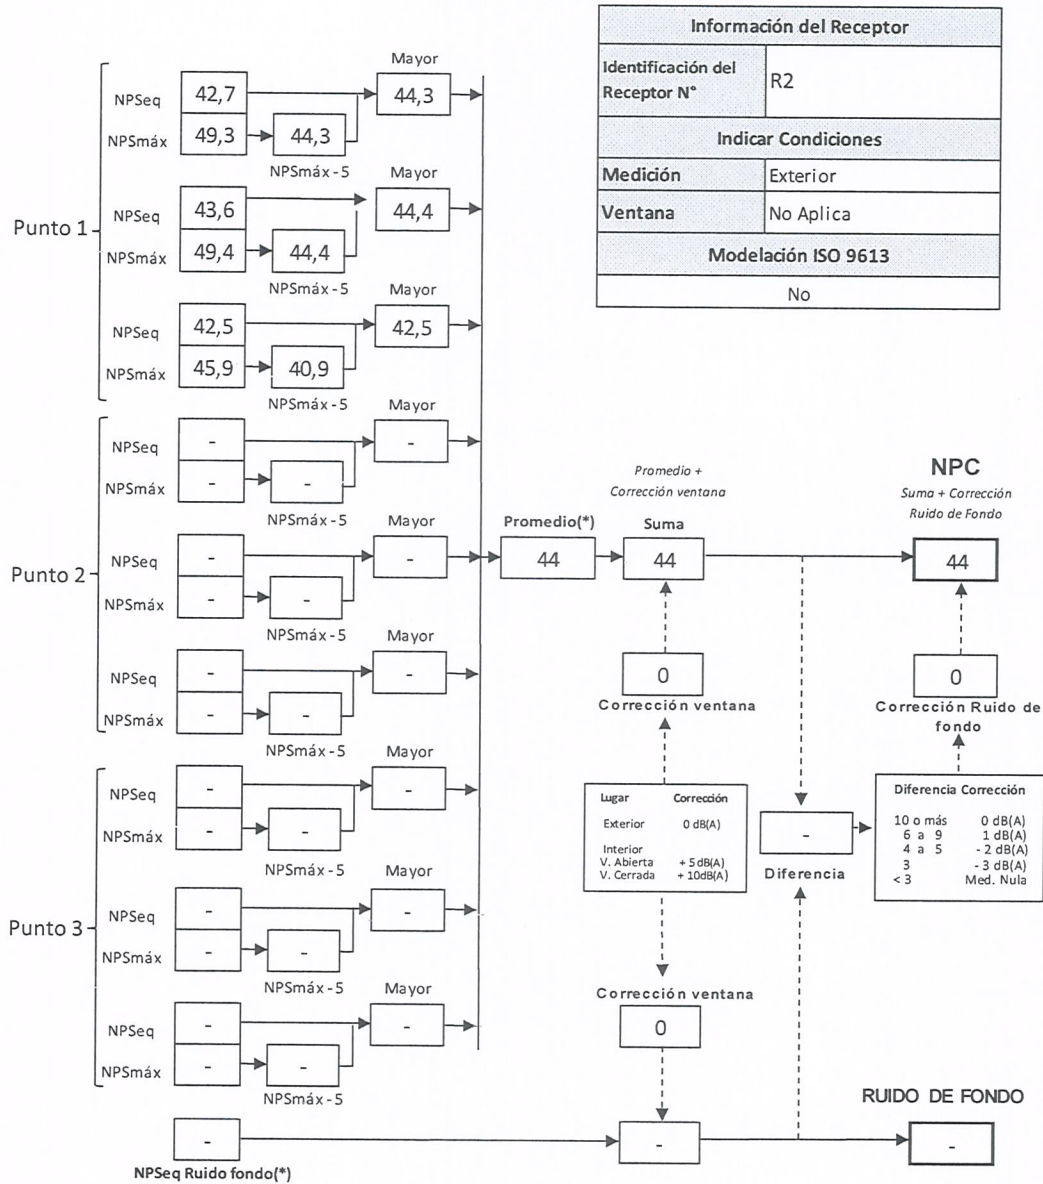 Información del Receptor
Identificación del Receptor N°
R2
Indicar Condiciones
Medición
Exterior
Ventana
No Aplica
Modelación ISO 9613
No
Punto 1
Mayor
NPSeq
42,7
44,3
NPSmáx
49,3
44,3
NPSmáx - 5
Mayor
NPSeq
43,6
44,4
NPSmáx
49,4
44,4
NPSmáx - 5
Mayor
NPSeq
42,5
42,5
NPSmáx
45,9
40,9
NPSmáx - 5
Punto 2
Mayor
NPSeq
-
-
NPSmáx
-
-
NPSmáx - 5
Mayor
NPSeq
-
-
NPSmáx
-
-
NPSmáx - 5
Mayor
NPSeq
-
-
NPSmáx
-
-
NPSmáx - 5
Punto 3
Mayor
NPSeq
-
-
NPSmáx
-
-
NPSmáx - 5
Mayor
NPSeq
-
-
NPSmáx
-
-
NPSmáx - 5
Mayor
NPSeq
-
-
NPSmáx
-
-
NPSmáx - 5
-
NPSeq Ruido fondo(*)
Promedio(*)
44
Promedio +
Corrección ventana
Suma
44
0
Corrección ventana
Lugar Corrección
Exterior 0 dB(A)
Interior
V. Abierta + 5 dB(A)
V. Cerrada + 10dB(A)
Corrección ventana
0
-
-
Diferencia
NPC
Suma + Corrección
Ruido de Fondo
44
0
Corrección Ruido de
fondo
Diferencia Corrección
10 o más 0 dB(A)
6 a 9 1 dB(A)
4 a 5 - 2 dB(A)
3 - 3 dB(A)
< 3 Med. Nula
RUIDO DE FONDO
-